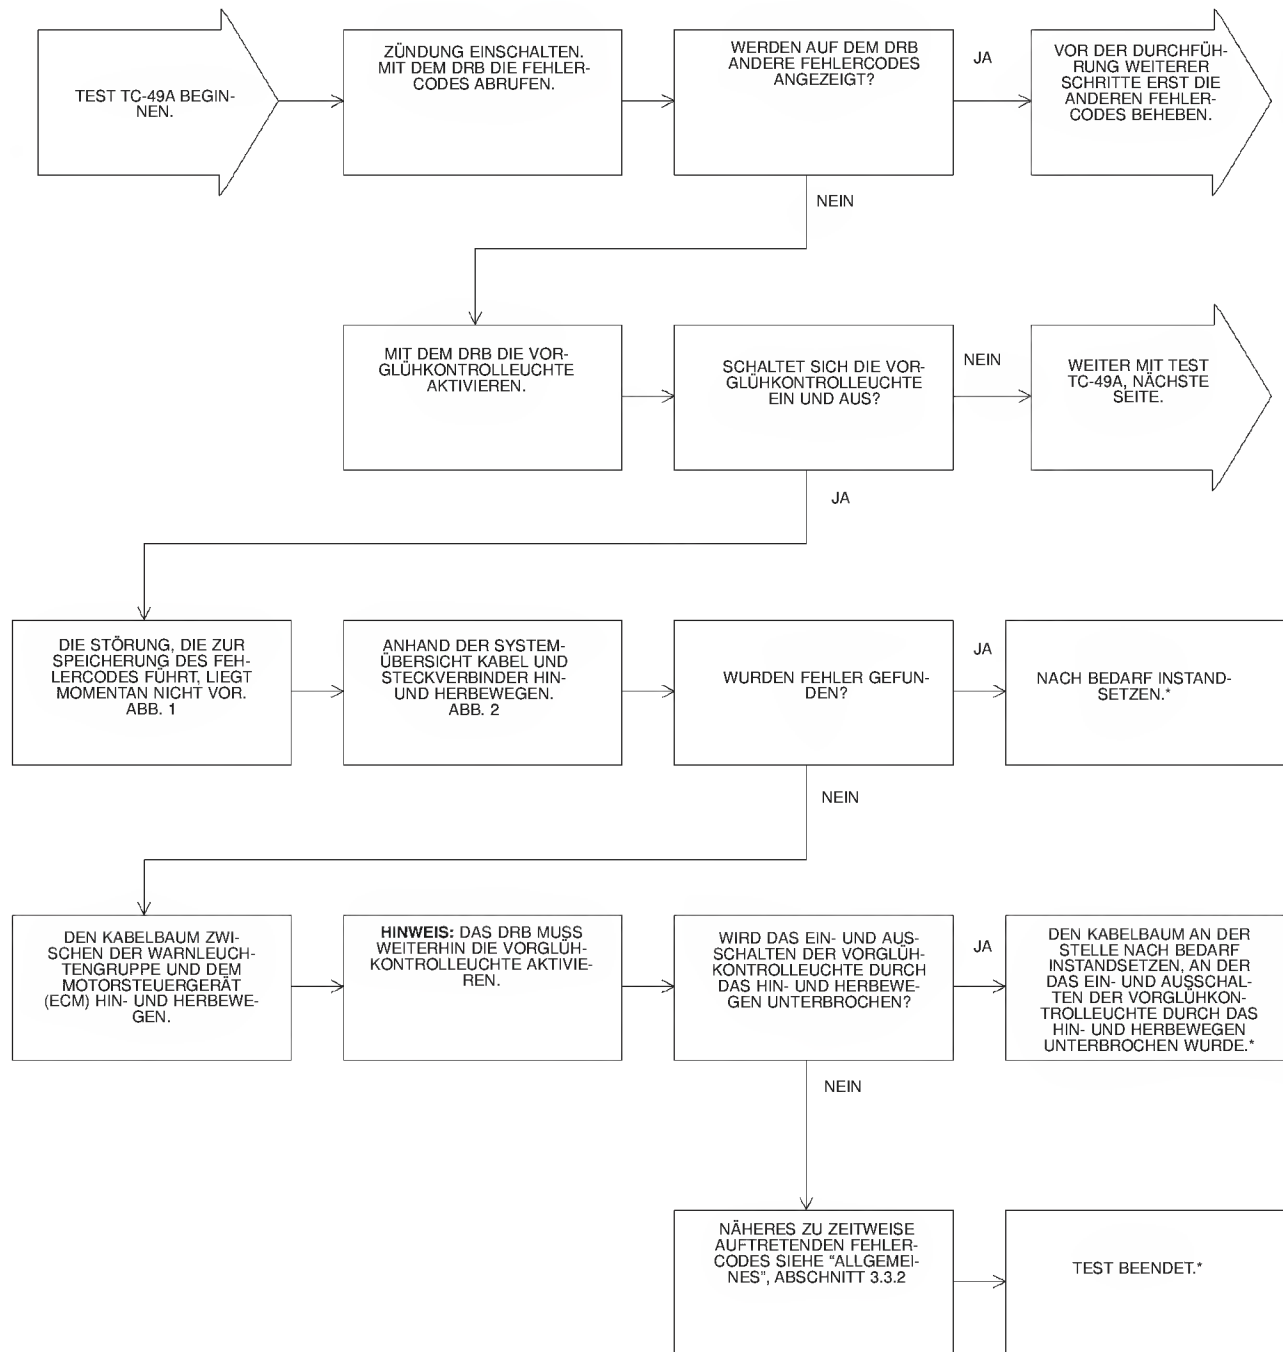 TEST TC-49A BEGIN-
NEN.
ZÜNDUNG EINSCHALTEN.
MIT DEM DRB DIE FEHLER-
CODES ABRUFEN.
WERDEN AUF DEM DRB
ANDERE FEHLERCODES
ANGEZEIGT?
JA
VOR DER DURCHFÜH-
RUNG WEITERER
SCHRITTE ERST DIE
ANDEREN FEHLER-
CODES BEHEBEN.
NEIN
MIT DEM DRB DIE VOR-
GLÜHKONTROLLEUCHTE
AKTIVIEREN.
SCHALTET SICH DIE VOR-
GLÜHKONTROLLEUCHTE
EIN UND AUS?
NEIN
WEITER MIT TEST
TC-49A, NÄCHSTE
SEITE.
JA
DIE STÖRUNG, DIE ZUR
SPEICHERUNG DES FEH-
LERCODES FÜHRT, LIEGT
MOMENTAN NICHT VOR.
ABB. 1
ANHAND DER SYSTEM-
ÜBERSICHT KABEL UND
STECKVERBINDER HIN-
UND HERBEWEGEN.
ABB. 2
WURDEN FEHLER GEFUN-
DEN?
JA
NACH BEDARF INSTAND-
SETZEN.*
NEIN
DEN KABELBAUM ZWI-
SCHEN DER WARNLEUCH-
TENGRUPPE UND DEM
MOTORSTEUERGERÄT
(ECM) HIN- UND HERBEWE-
GEN.
HINWEIS: DAS DRB MUSS
WEITERHIN DIE VORGLÜH-
KONTROLLEUCHTE AKTIVIE-
REN.
WIRD DAS EIN- UND AUS-
SCHALTEN DER VORGLÜH-
KONTROLLEUCHTE DURCH
DAS HIN- UND HERBEWE-
GEN UNTERBROCHEN?
JA
DEN KABELBAUM AN DER
STELLE NACH BEDARF
INSTANDSETZEN, AN DER
DAS EIN- UND AUSSCHAL-
TEN DER VORGLÜHKON-
TROLLEUCHTE DURCH DAS
HIN- UND HERBEWEGEN
UNTERBROCHEN WURDE.*
NEIN
NÄHERES ZU ZEITWEISE
AUFTRETENDEN FEHLER-
CODES SIEHE “ALLGEMEI-
NES”, ABSCHNITT 3.3.2
TEST BEENDET.*